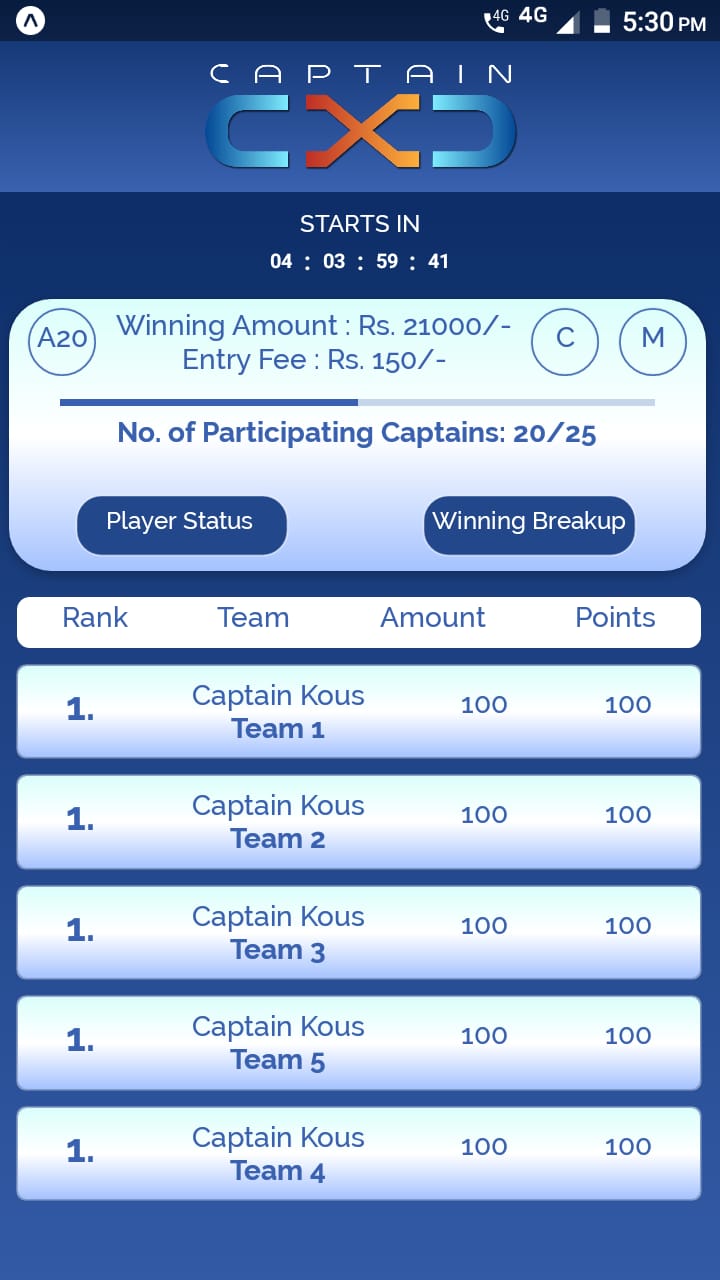 4G 4G 5:30 PM
CAPTAIN
CXD
STARTS IN
04 : 03 : 59 : 41
A20 Winning Amount : Rs. 21000/- C M
Entry Fee : Rs. 150/-
No. of Participating Captains: 20/25
Player Status Winning Breakup
Rank Team Amount Points
1. Captain Kous 100 100
Team 1
1. Captain Kous 100 100
Team 2
1. Captain Kous 100 100
Team 3
1. Captain Kous 100 100
Team 5
1. Captain Kous 100 100
Team 4